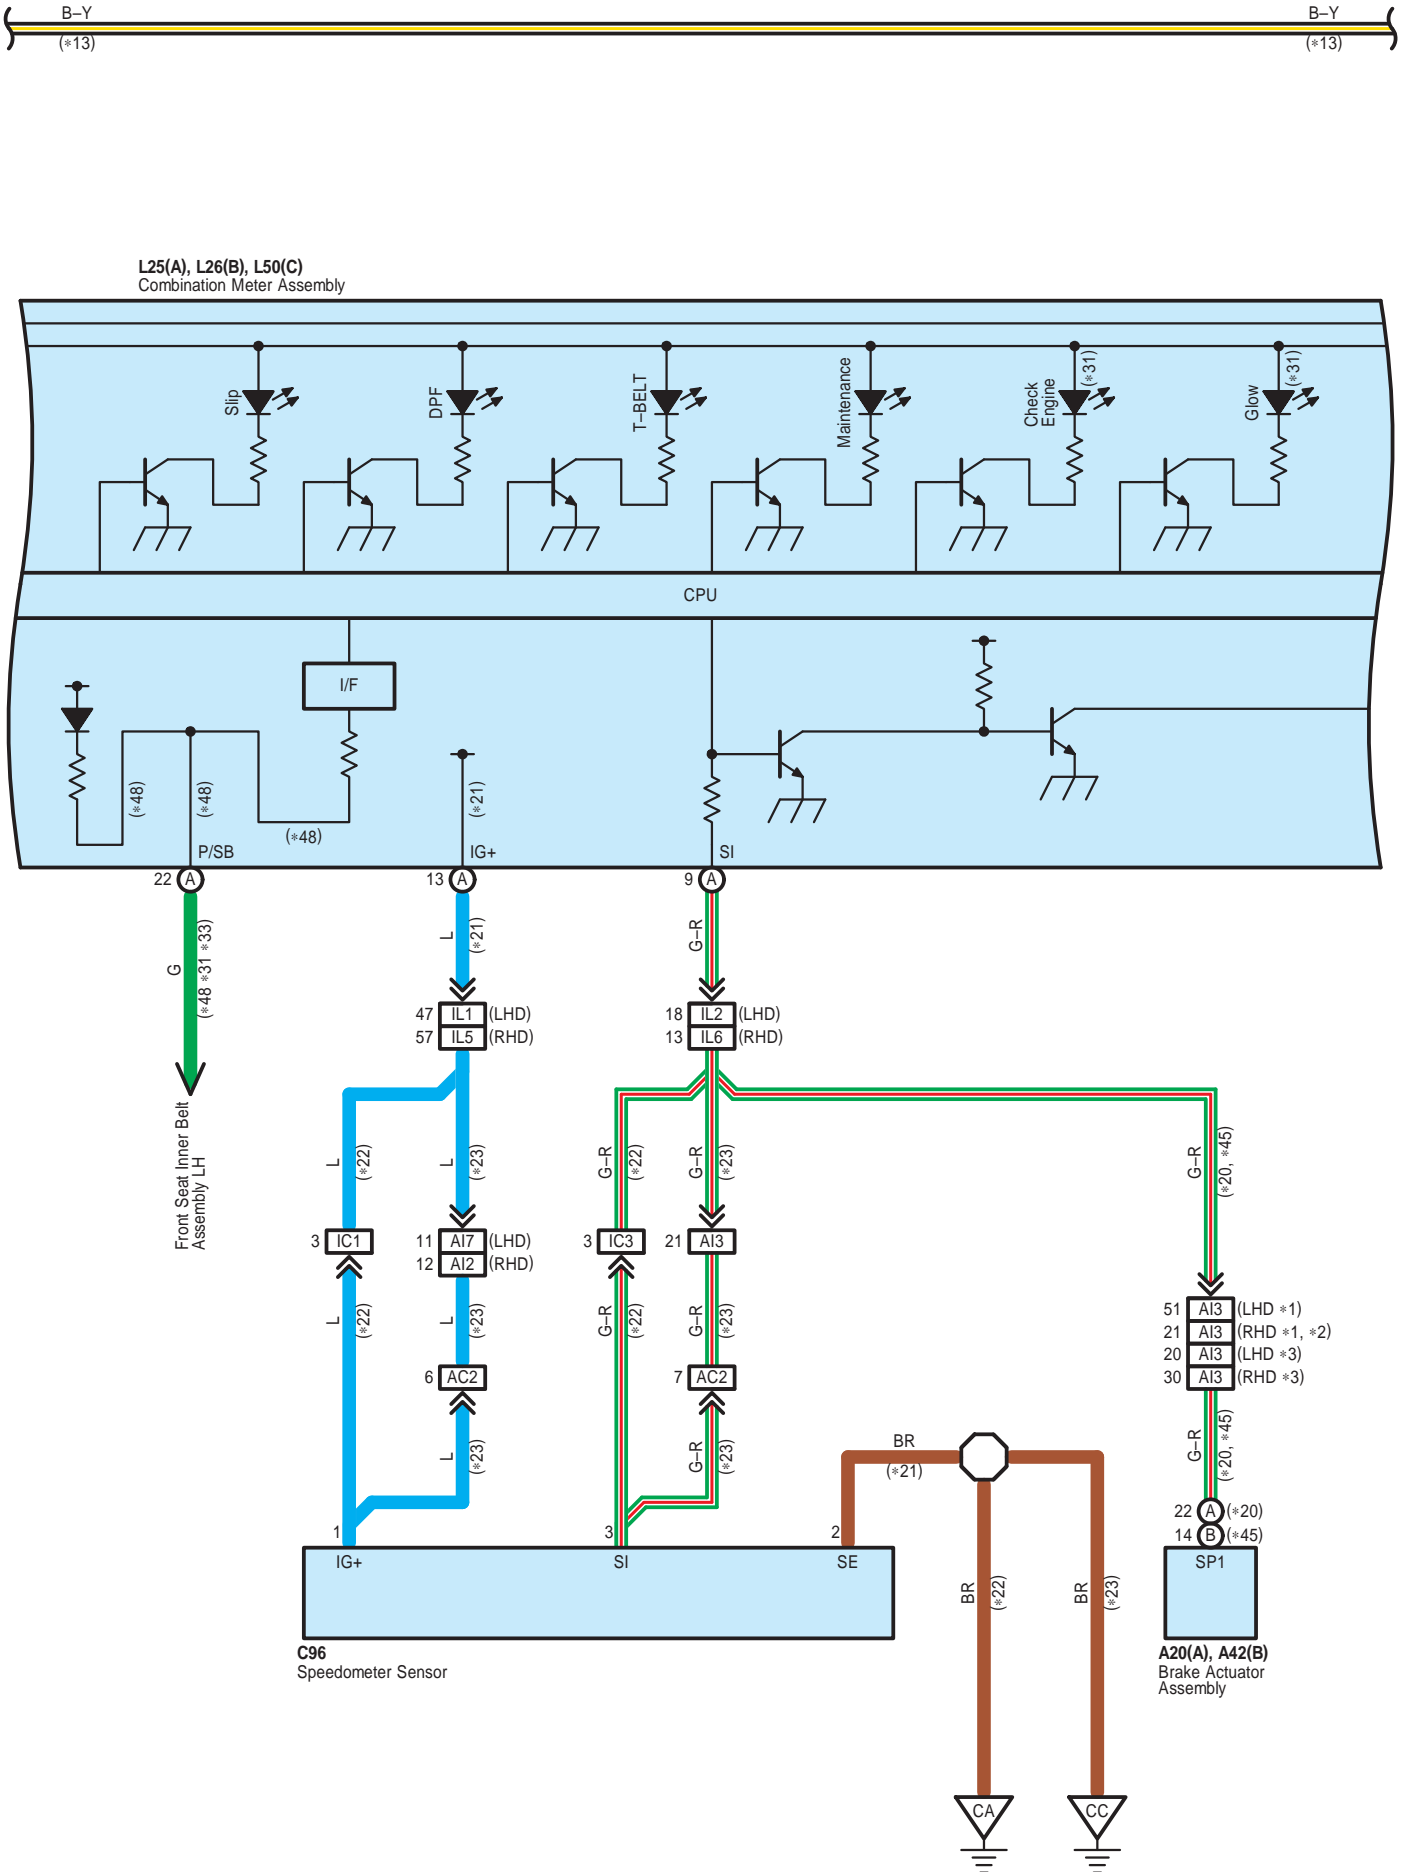 B–Y
B–Y
(*13)
(*13)
L25(A), L26(B), L50(C)
Combination Meter Assembly
Slip
DPF
T–BELT
Maintenance
Check
Engine
(*31)
Glow
(*31)
CPU
I/F
(*48)
(*48)
(*48)
(*21)
P/SB
IG+
SI
22 A
13 A
9 A
G
(*48 *31 *33)
L
(*21)
G–R
47 IL1 (LHD)
57 IL5 (RHD)
18 IL2 (LHD)
13 IL6 (RHD)
Front Seat Inner Belt
Assembly LH
L
(*22)
L
(*23)
G–R
(*22)
G–R
(*23)
G–R
(*20, *45)
3 IC1
11 AI7 (LHD)
12 AI2 (RHD)
3 IC3
21 AI3
L
(*22)
L
(*23)
G–R
(*22)
G–R
(*23)
51 AI3 (LHD *1)
21 AI3 (RHD *1, *2)
20 AI3 (LHD *3)
30 AI3 (RHD *3)
6 AC2
7 AC2
L
(*23)
G–R
(*23)
BR
(*21)
G–R
(*20, *45)
22 A (*20)
14 B (*45)
1
3
2
IG+
SI
SE
SP1
BR
(*22)
BR
(*23)
C96
Speedometer Sensor
A20(A), A42(B)
Brake Actuator
Assembly
CA
CC